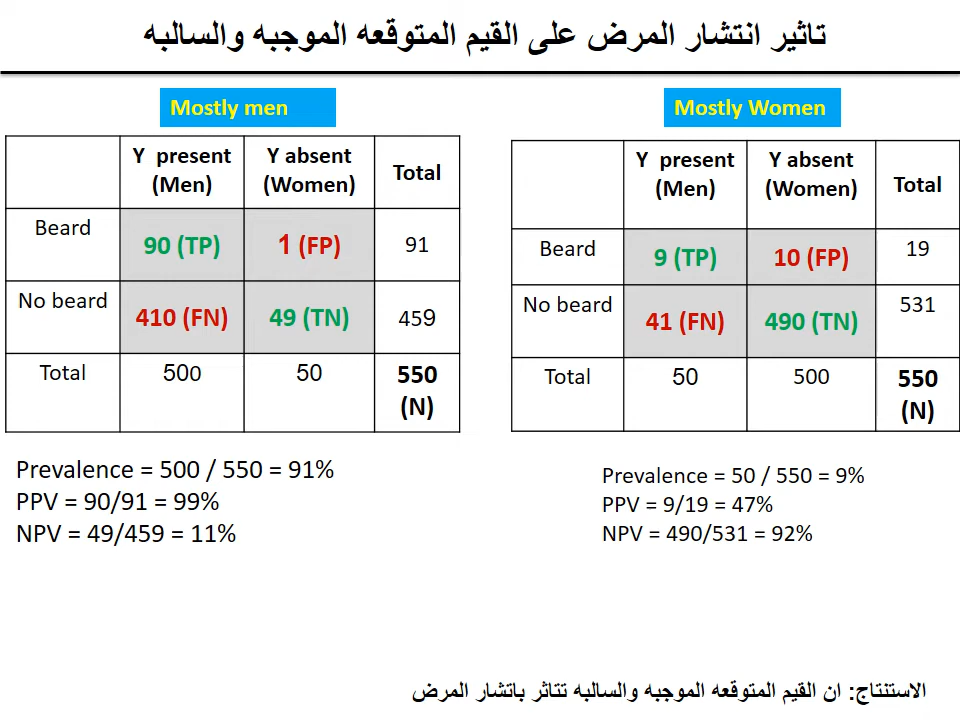 تاثير انتشار المرض على القيم المتوقعه الموجبه والسالبه
Mostly men
Y present (Men) Y absent (Women) Total
Beard 90 (TP) 1 (FP) 91
No beard 410 (FN) 49 (TN) 459
Total 500 50 550 (N)
Prevalence = 500 / 550 = 91%
PPV = 90/91 = 99%
NPV = 49/459 = 11%
Mostly Women
Y present (Men) Y absent (Women) Total
Beard 9 (TP) 10 (FP) 19
No beard 41 (FN) 490 (TN) 531
Total 50 500 550 (N)
Prevalence = 50 / 550 = 9%
PPV = 9/19 = 47%
NPV = 490/531 = 92%
الاستنتاج: ان القيم المتوقعه الموجبه والسالبه تتاثر باتشار المرض